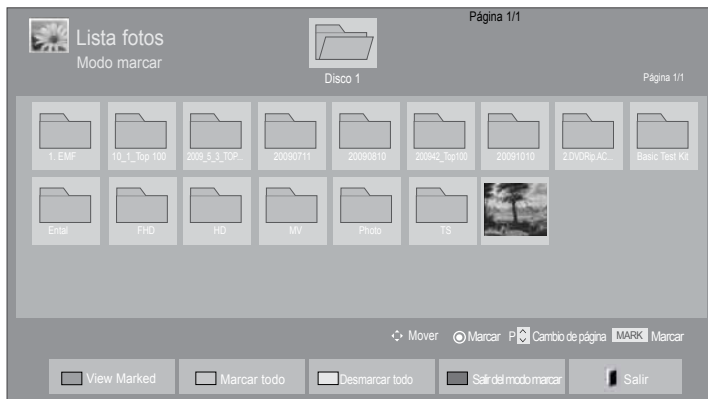 Página 1/1
Lista fotos
Modo marcar
Disco 1
Página 1/1
1. EMF
10_1_Top 100
2009_5_3_TOP...
20090711
20090810
200942_Top100
20091010
2.DVDRip.AC...
Basic Test Kit
Ental
FHD
HD
MV
Photo
TS
Mover Marcar P Cambio de página MARK Marcar
View Marked Marcar todo Desmarcar todo Salir del modo marcar Salir